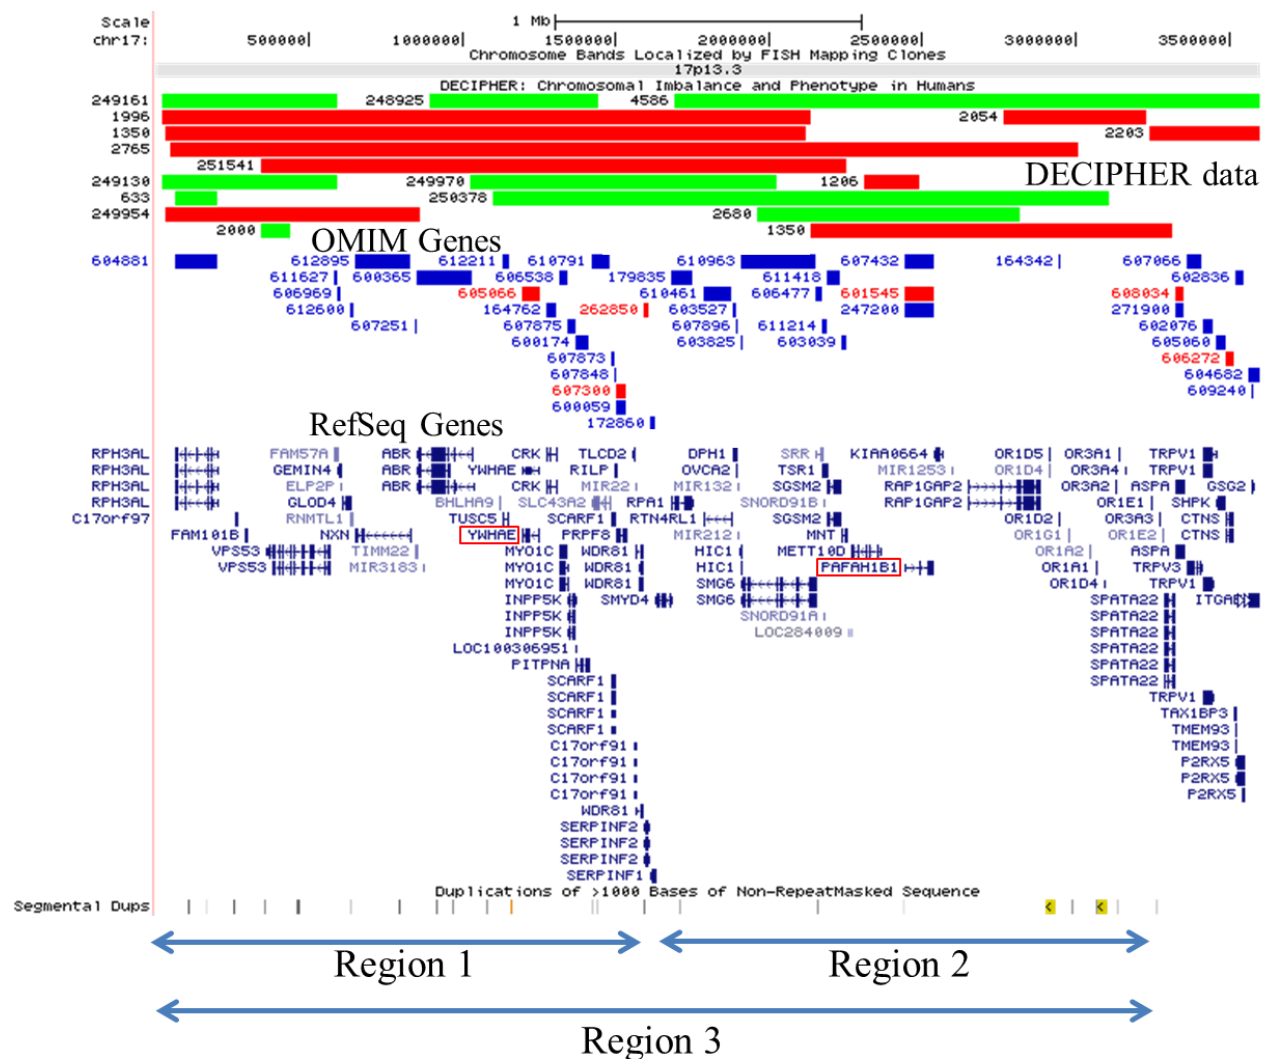 Scale 1 Mb
chr17: 500000 1000000 1500000 2000000 2500000 3000000 3500000
Chromosome Bands Localized by FISH Mapping Clones
17p13.3
DECIPHER: Chromosomal Imbalance and Phenotype in Humans
249161 248925 4586
1996 2054
1350 2203
2765
251541 DECIPHER data
249130 249970 1206
633 250378
249954 2680
2000 1350
OMIM Genes
604881 612895 612211 610791 610963 607432 164342 607066
611627 600365 606538 179835 611418 602836
606969 605066 610461 606477 601545 608034
612600 164762 262850 603527 247200 271900
607251 607875 607896 611214 602076
600174 603825 603039 605060
607873 606272
607848 604682
607300 609240
600059
172860
RefSeq Genes
RPH3AL FAM57A ABR CRK TLCD2 DPH1 SRR KIAA0664 OR1D5 OR3A1 TRPV1
RPH3AL GEMIN4 ABR YWHAE RILP OVCA2 TSR1 MIR1253 OR1D4 OR3A4 TRPV1
RPH3AL ELP2P ABR CRK MIR22 MIR132 SGSM2 RAP1GAP2 OR3A2 ASPA GSG2
RPH3AL GLOD4 BHLHA9 SLC43A2 RPA1 SNORD91B RAP1GAP2 OR1E1 SHPK
C17orf97 RNMTL1 TUSC5 SCARF1 RTN4RL1 SGSM2 OR1D2 OR3A3 CTNS
FAM101B NXN YWHAE PRPF8 MIR212 MNT OR1G1 OR1E2 CTNS
VPS53 TIMM22 MYO1C WDR81 HIC1 METT10D OR1A2 ASPA
VPS53 MIR3183 MYO1C WDR81 HIC1 PAFAH1B1 OR1A1 TRPV3
MYO1C WDR81 SMG6 OR1D4 TRPV1
INPP5K SMYD4 SMG6 SPATA22
INPP5K SNORD91A SPATA22
INPP5K LOC284009 SPATA22
LOC100306951 SPATA22
PITPNA SPATA22
SCARF1
SCARF1 TRPV1
SCARF1 TAX1BP3
SCARF1 TMEM93
C17orf91 TMEM93
C17orf91 P2RX5
C17orf91 P2RX5
C17orf91 P2RX5
WDR81
SERPINF2
SERPINF2
SERPINF2
SERPINF1
Duplications of >1000 Bases of Non-RepeatMasked Sequence
Segmental Dups
Region 1 Region 2
Region 3